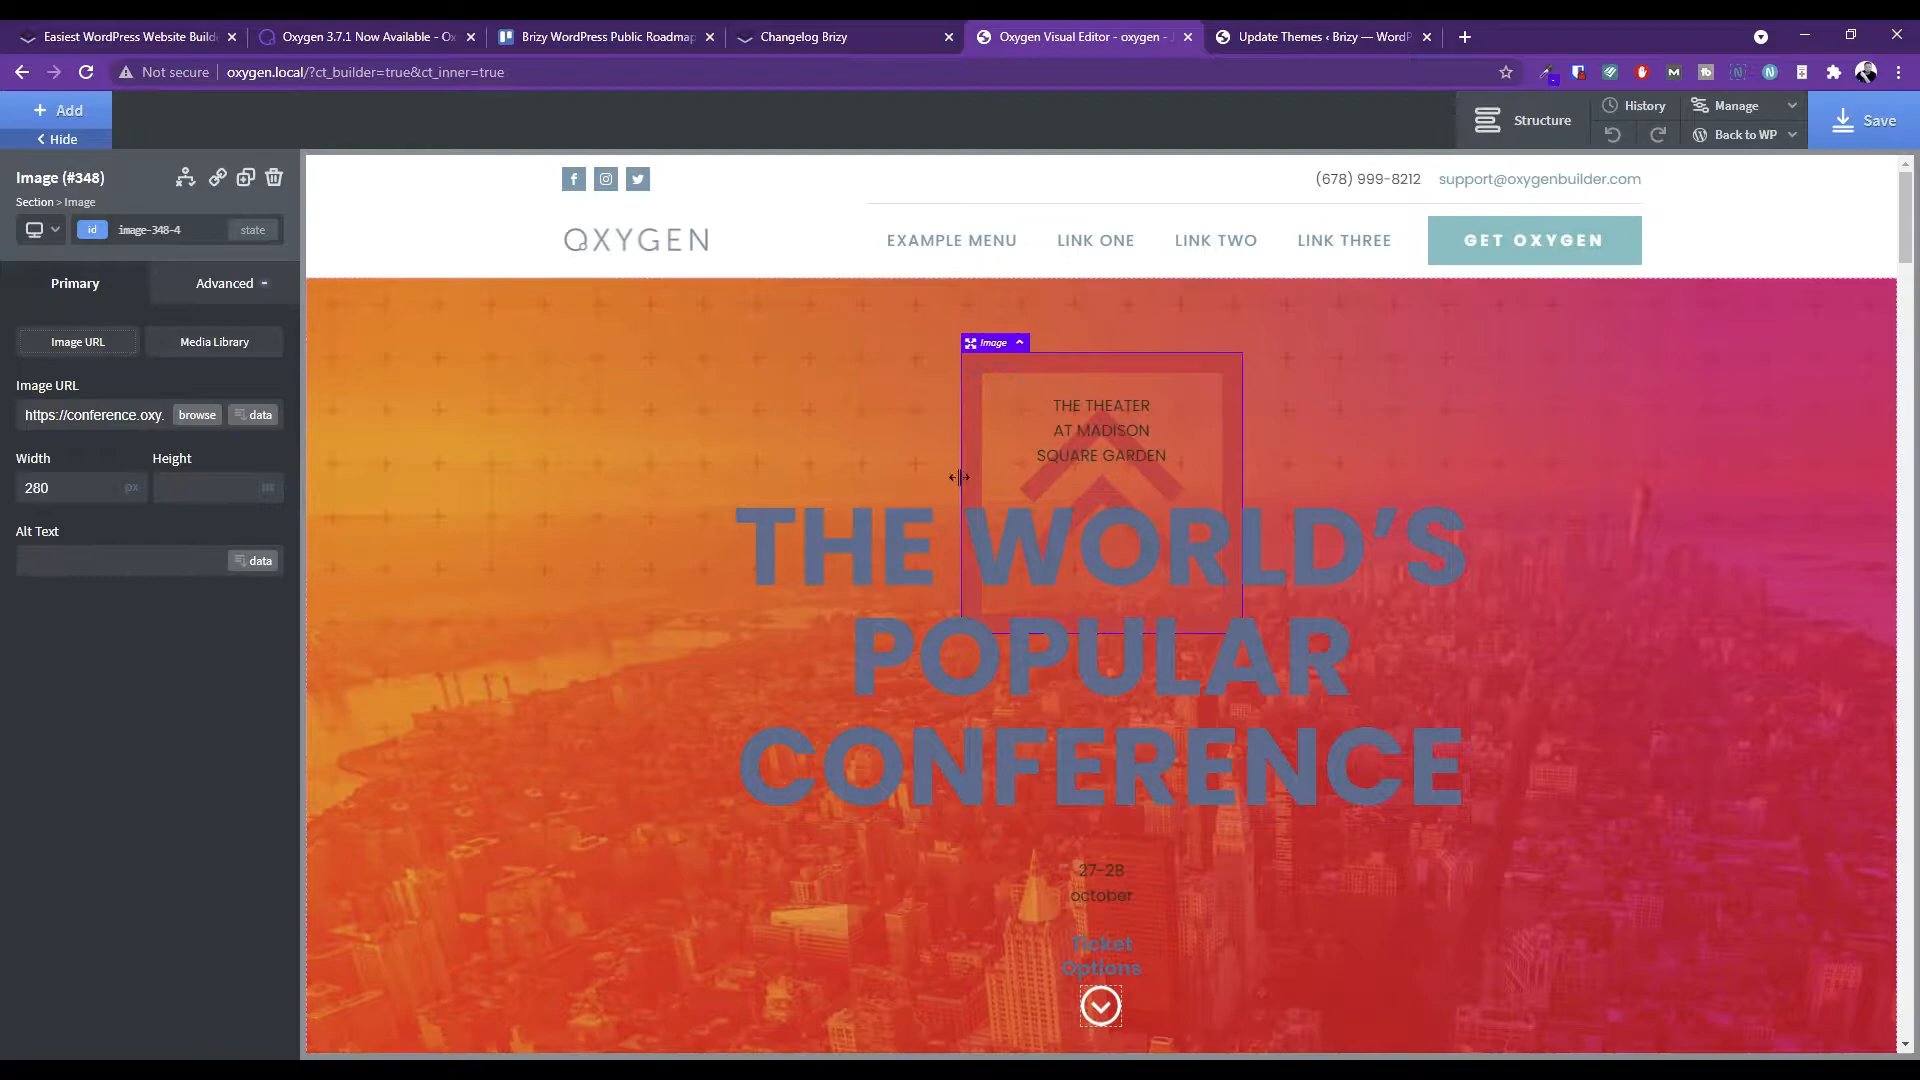 Easiest WordPress Website Builde
Oxygen 3.7.1 Now Available - Ox
Brizy WordPress Public Roadmap
Changelog Brizy
Oxygen Visual Editor - oxygen - J
Update Themes ‹ Brizy — WordP
Not secure
oxygen.local/?ct_builder=true&ct_inner=true
+ Add
Hide
Structure
History
Manage
Back to WP
Save
Image (#348)
Section > Image
id
image-348-4
state
Primary
Advanced
Image URL
Media Library
Image URL
https://conference.oxy.
browse
data
Width
Height
280
px
Alt Text
data
(678) 999-8212
support@oxygenbuilder.com
OXYGEN
EXAMPLE MENU
LINK ONE
LINK TWO
LINK THREE
GET OXYGEN
Image
THE THEATER
AT MADISON
SQUARE GARDEN
THE WORLD’S
POPULAR
CONFERENCE
27-28
october
Ticket
Options